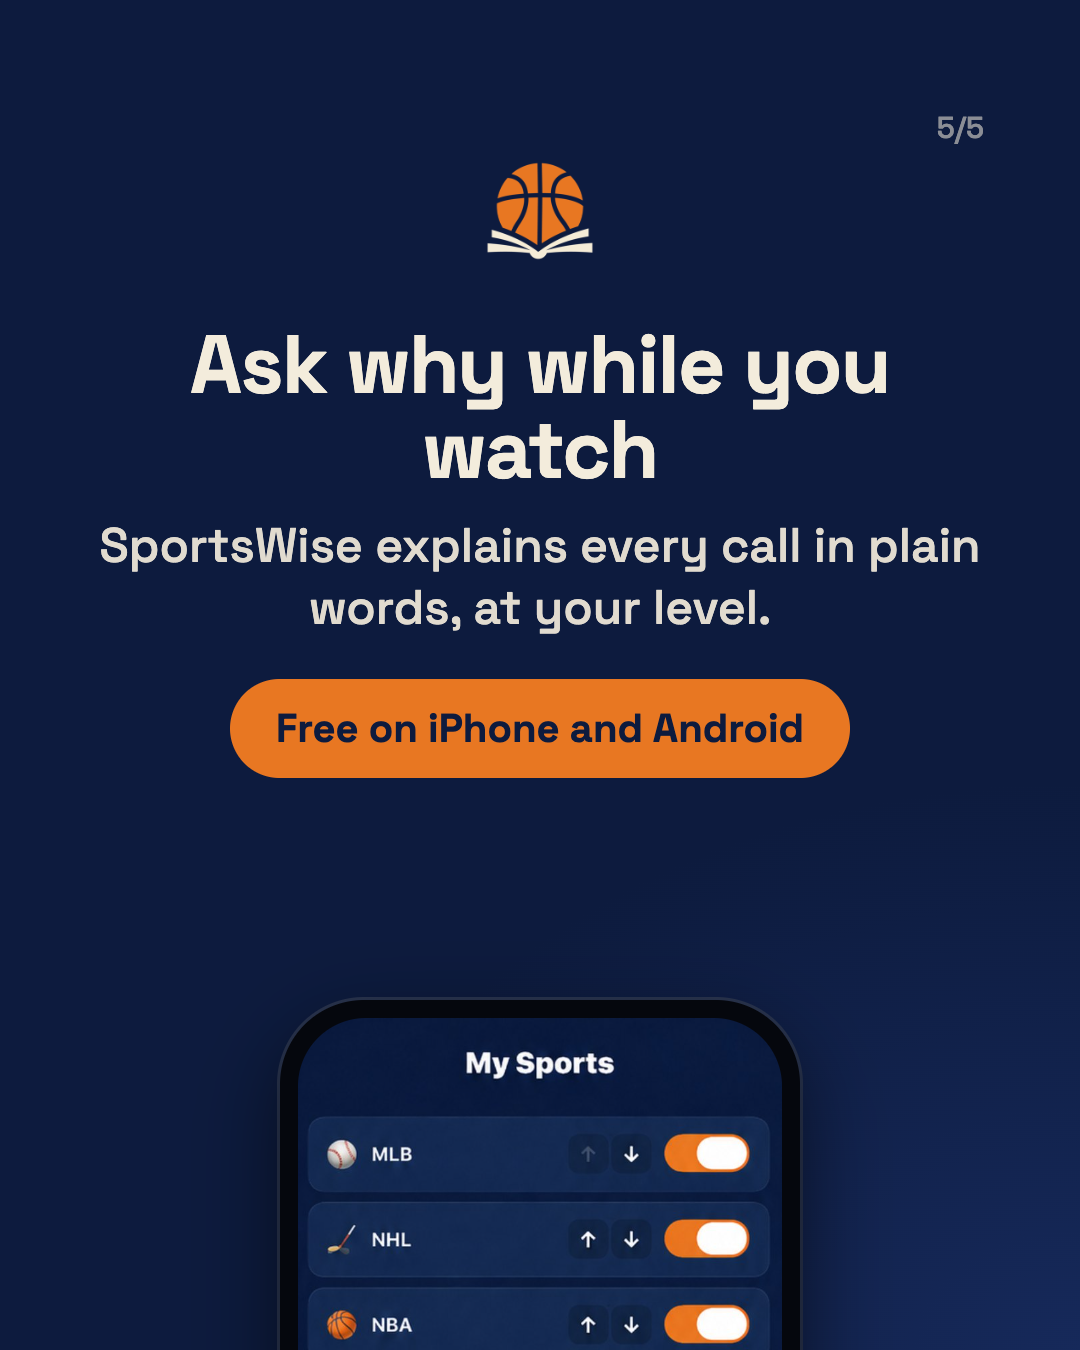 5/5
Ask why while you
watch
SportsWise explains every call in plain
words, at your level.
Free on iPhone and Android
My Sports
MLB
NHL
NBA